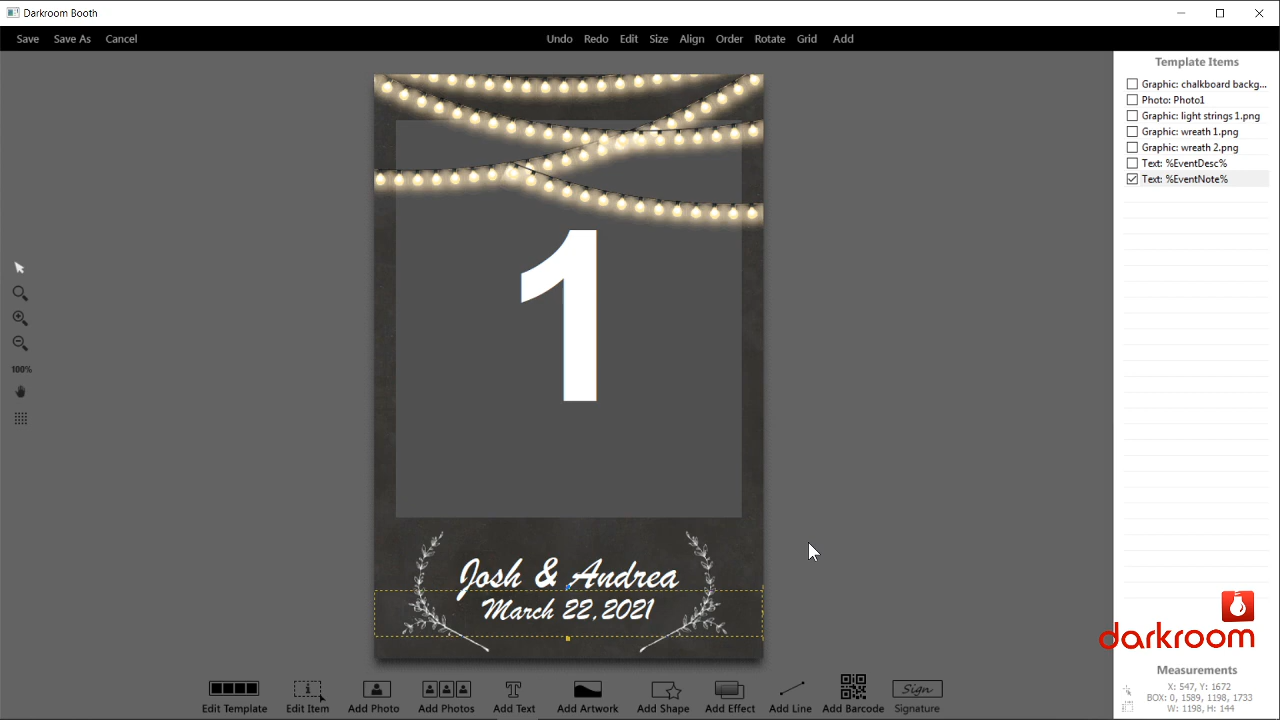 Darkroom Booth
Save Save As Cancel Undo Redo Edit Size Align Order Rotate Grid Add
Template Items
Graphic: chalkboard backg...
Photo: Photo1
Graphic: light strings 1.png
Graphic: wreath 1.png
Graphic: wreath 2.png
Text: %EventDesc%
Text: %EventNote%
1
100%
Josh & Andrea
March 22, 2021
darkroom
Measurements
X: 547, Y: 1672
BOX: 0, 1589, 1198, 1733
W: 1198, H: 144
i
Sign
Edit Template Edit Item Add Photo Add Photos Add Text Add Artwork Add Shape Add Effect Add Line Add Barcode Signature